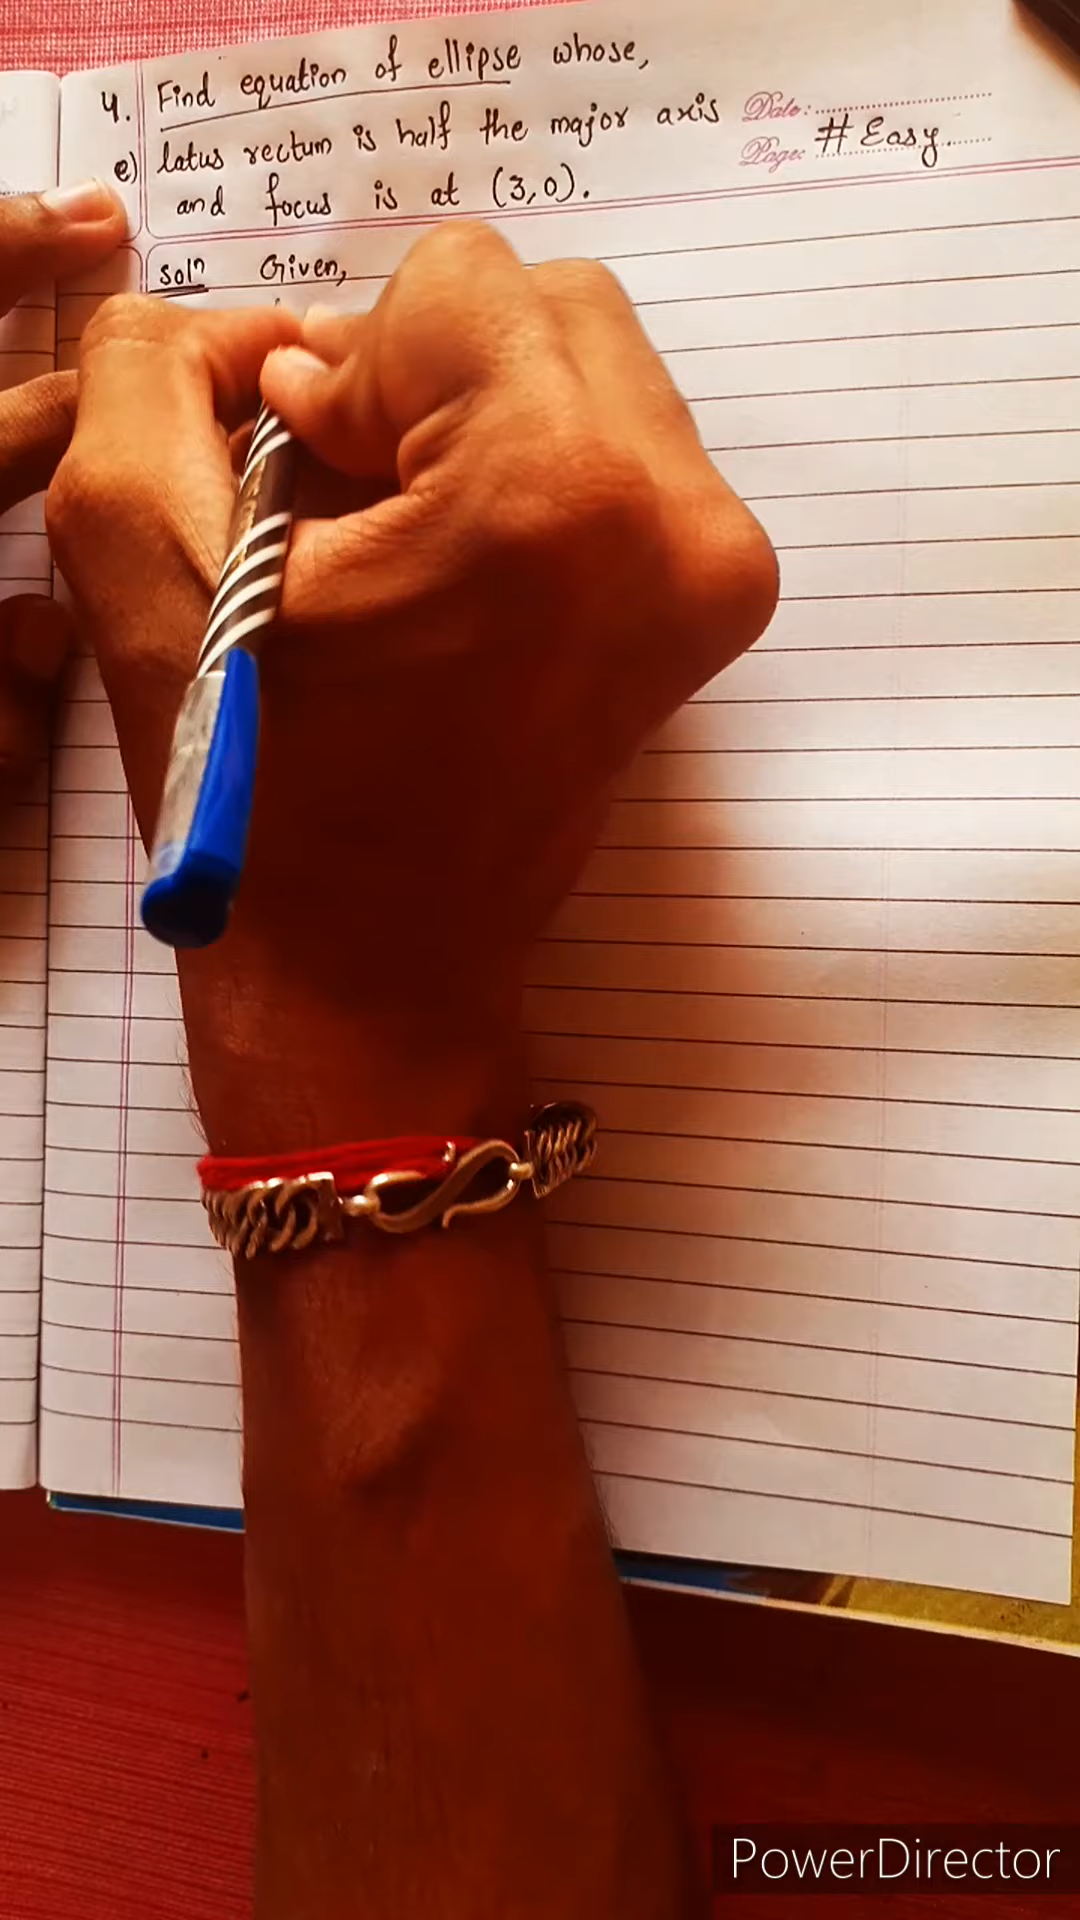 4. Find equation of ellipse whose,
e) latus rectum is half the major axis
and focus is at (3,0).
Date:
Page: # Easy
Solⁿ Given,
PowerDirector